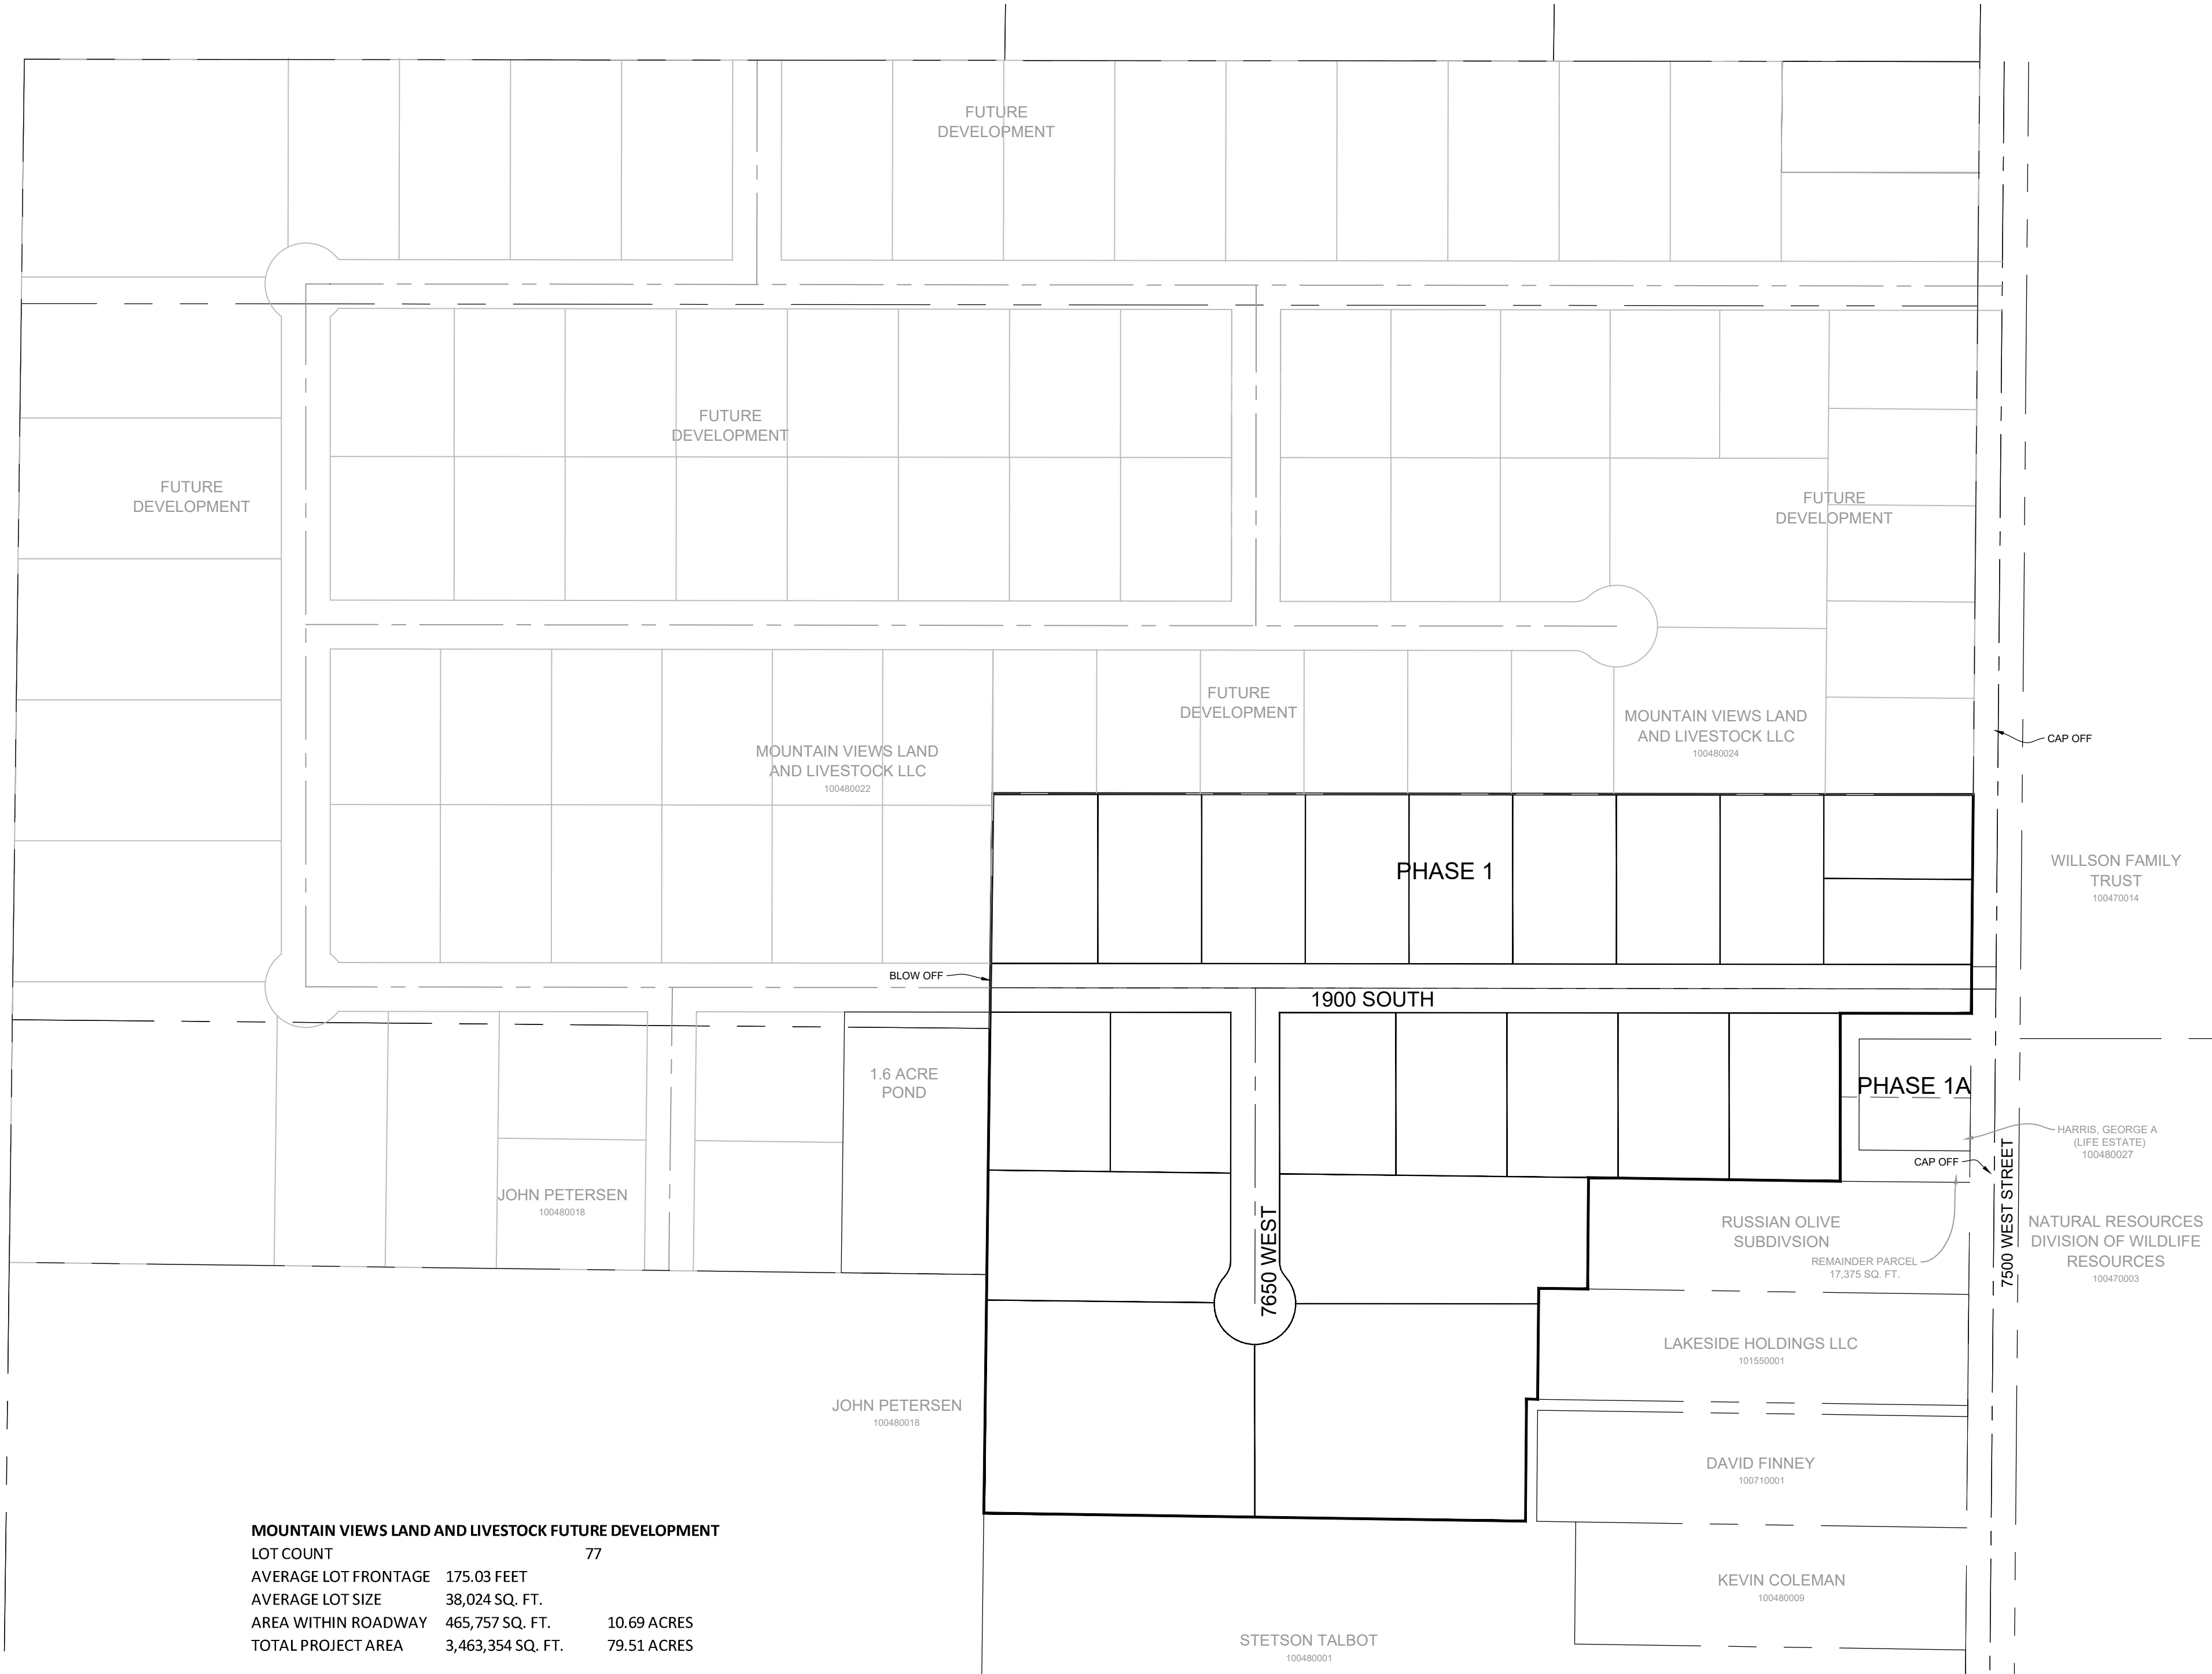 FUTURE
DEVELOPMENT
FUTURE
DEVELOPMENT
FUTURE
DEVELOPMENT
FUTURE
DEVELOPMENT
FUTURE
DEVELOPMENT
MOUNTAIN VIEWS LAND
AND LIVESTOCK LLC
100480024
CAP OFF
MOUNTAIN VIEWS LAND
AND LIVESTOCK LLC
100480022
PHASE 1
WILLSON FAMILY
TRUST
100470014
BLOW OFF
1900 SOUTH
1.6 ACRE
POND
PHASE 1A
HARRIS, GEORGE A
(LIFE ESTATE)
100480027
CAP OFF
7500 WEST STREET
JOHN PETERSEN
100480018
7650 WEST
RUSSIAN OLIVE
SUBDIVSION
REMAINDER PARCEL
17,375 SQ. FT.
NATURAL RESOURCES
DIVISION OF WILDLIFE
RESOURCES
100470003
LAKESIDE HOLDINGS LLC
101550001
JOHN PETERSEN
100480018
DAVID FINNEY
100710001
KEVIN COLEMAN
100480009
STETSON TALBOT
100480001
MOUNTAIN VIEWS LAND AND LIVESTOCK FUTURE DEVELOPMENT
LOT COUNT 77
AVERAGE LOT FRONTAGE 175.03 FEET
AVERAGE LOT SIZE 38,024 SQ. FT.
AREA WITHIN ROADWAY 465,757 SQ. FT. 10.69 ACRES
TOTAL PROJECT AREA 3,463,354 SQ. FT. 79.51 ACRES